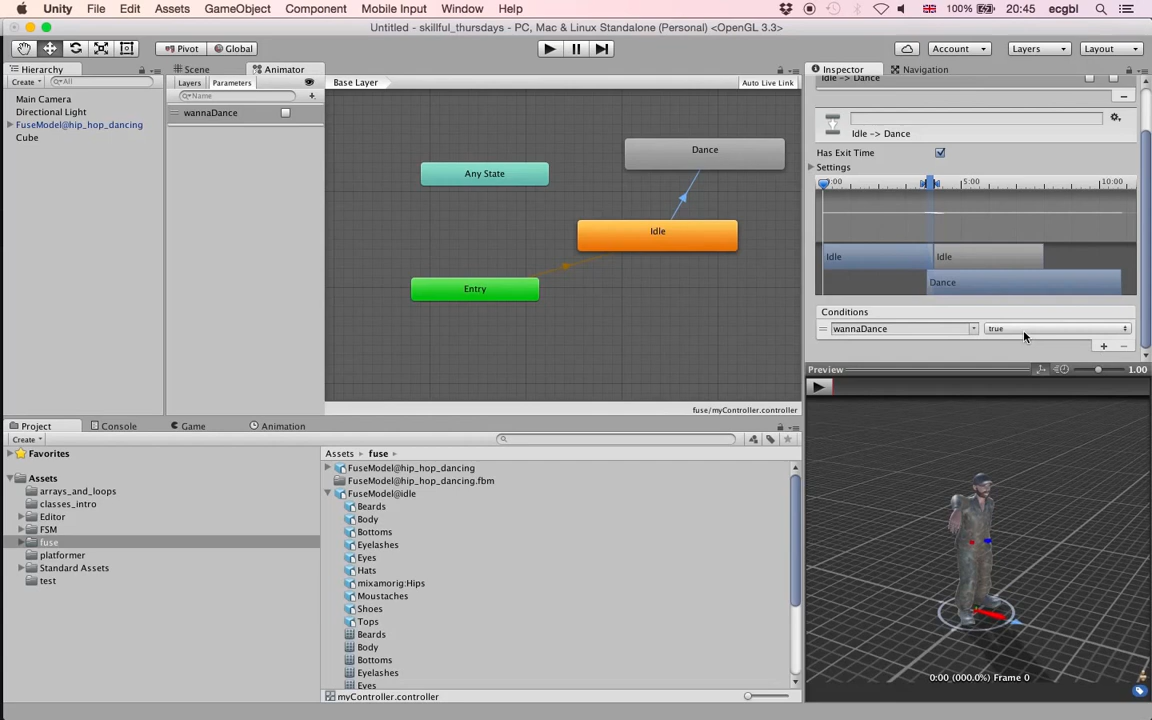 Unity File Edit Assets GameObject Component Mobile Input Window Help 100% 20:45 ecgbl
Untitled - skillful_thursdays - PC, Mac & Linux Standalone (Personal) <OpenGL 3.3>
Pivot Global Account Layers Layout
Hierarchy
Create All
Main Camera
Directional Light
FuseModel@hip_hop_dancing
Cube
Scene Animator
Layers Parameters
Name
wannaDance
Base Layer Auto Live Link
Any State
Dance
Idle
Entry
fuse/myController.controller
Inspector Navigation
Idle -> Dance
Idle -> Dance
Has Exit Time
Settings
0:00 5:00 10:00
Idle Idle
Dance
Conditions
wannaDance true
Preview 1.00
0:00 (000.0%) Frame 0
Project Console Game Animation
Create
Favorites
Assets
arrays_and_loops
classes_intro
Editor
FSM
fuse
platformer
Standard Assets
test
Assets fuse
FuseModel@hip_hop_dancing
FuseModel@hip_hop_dancing.fbm
FuseModel@idle
Beards
Body
Bottoms
Eyelashes
Eyes
Hats
mixamorig:Hips
Moustaches
Shoes
Tops
Beards
Body
Bottoms
Eyelashes
Eyes
myController.controller